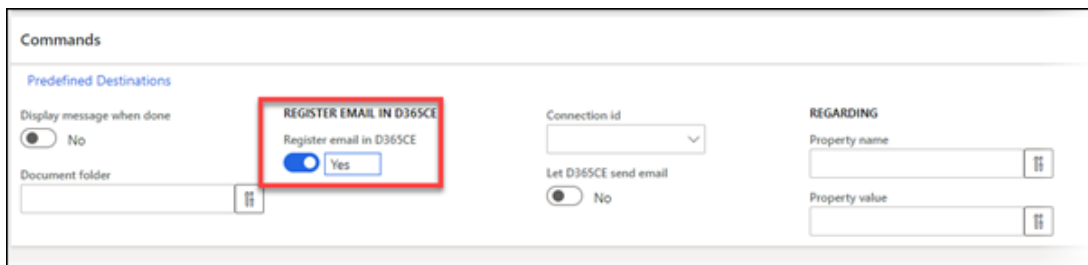 Commands
Predefined Destinations
Display message when done
No
Document folder
REGISTER EMAIL IN D365CE
Register email in D365CE
Yes
Connection id
Let D365CE send email
No
REGARDING
Property name
Property value